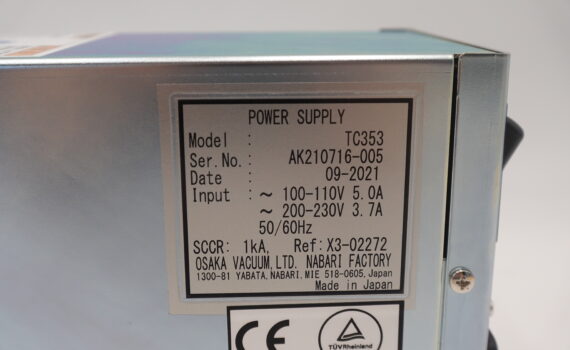 POWER SUPPLY
Model : TC353
Ser.No.: AK210716-005
Date : 09-2021
Input : ~ 100-110V 5.0A
~ 200-230V 3.7A
50/60Hz
SCCR: 1kA, Ref:X3-02272
OSAKA VACUUM,LTD. NABARI FACTORY
1300-81 YABATA,NABARI,MIE 518-0605,Japan
Made in Japan
CE
TÜVRheinland